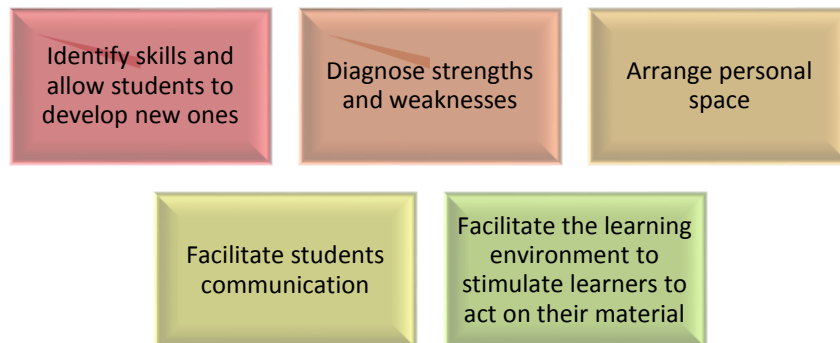 Identify skills and
allow students to
develop new ones
Diagnose strengths
and weaknesses
Arrange personal
space
Facilitate students
communication
Facilitate the learning
environment to
stimulate learners to
act on their material